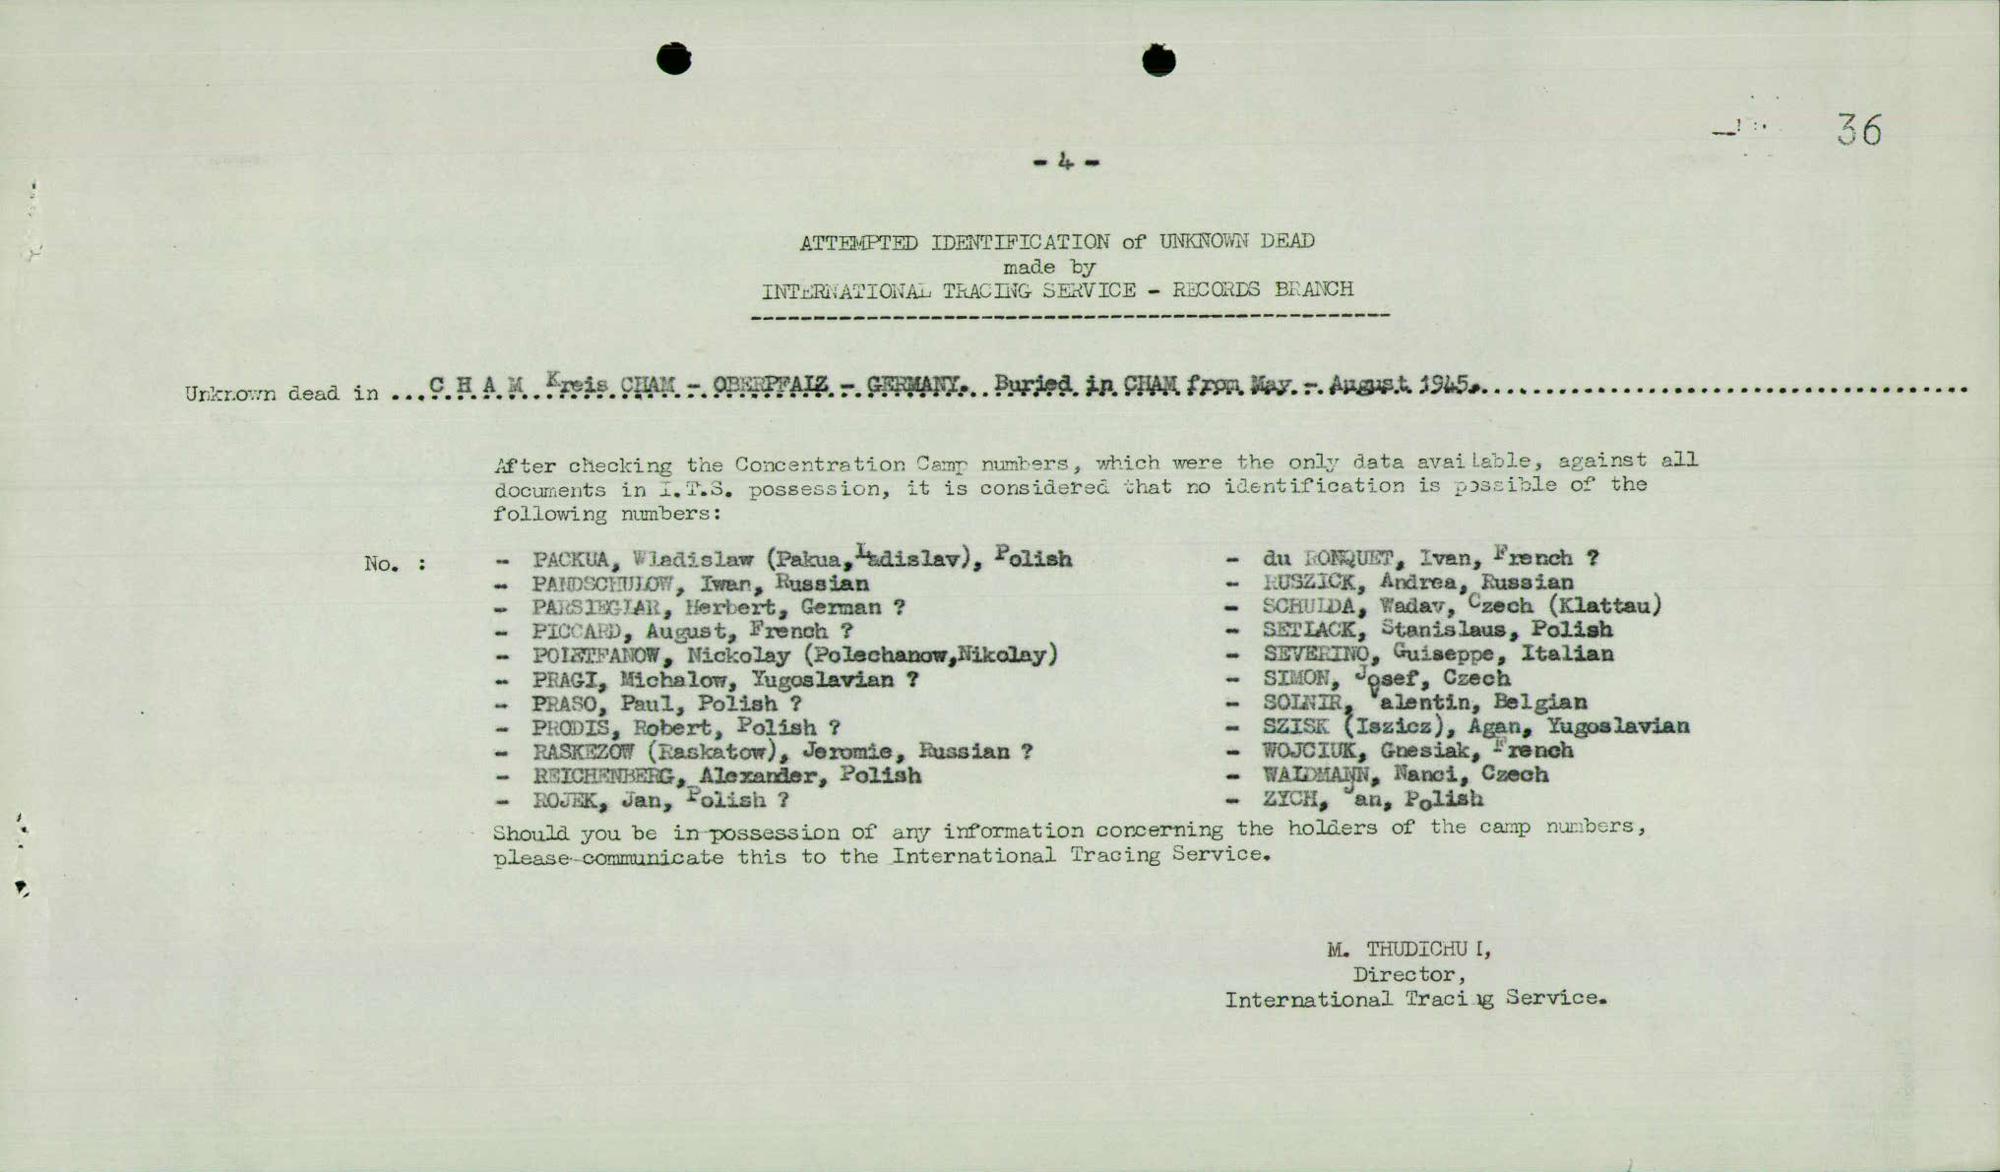 36
- 4 -
ATTEMPTED IDENTIFICATION of UNKNOWN DEAD
made by
INTERNATIONAL TRACING SERVICE - RECORDS BRANCH
Unknown dead in ... C H A M Kreis CHAM - OBERPFALZ - GERMANY. Buried in CHAM from May - August 1945.
After checking the Concentration Camp numbers, which were the only data available, against all
documents in I.T.S. possession, it is considered that no identification is possible of the
following numbers:
No. :
- PACKUA, Wladislaw (Pakua, Ladislav), Polish
- PANDSCHULOW, Iwan, Russian
- PARSIEGLAR, Herbert, German ?
- PICCARD, August, French ?
- POLETFANOW, Nickolay (Polechanow,Nikolay)
- PRAGI, Michalow, Yugoslavian ?
- PRASO, Paul, Polish ?
- PRODIS, Robert, Polish ?
- RASKEZOW (Raskatow), Jeromie, Russian ?
- REICHENBERG, Alexander, Polish
- ROJEK, Jan, Polish ?
- du RONQUET, Ivan, French ?
- RUSZICK, Andrea, Russian
- SCHULDA, Wadav, Czech (Klattau)
- SETLACK, Stanislaus, Polish
- SEVERINO, Guiseppe, Italian
- SIMON, Josef, Czech
- SOLNIR, Valentin, Belgian
- SZISK (Iszicz), Agan, Yugoslavian
- WOJCIUK, Gnesiak, French
- WALDMANN, Nanci, Czech
- ZYCH, Jan, Polish
Should you be in possession of any information concerning the holders of the camp numbers,
please communicate this to the International Tracing Service.
M. THUDICHUM,
Director,
International Tracing Service.